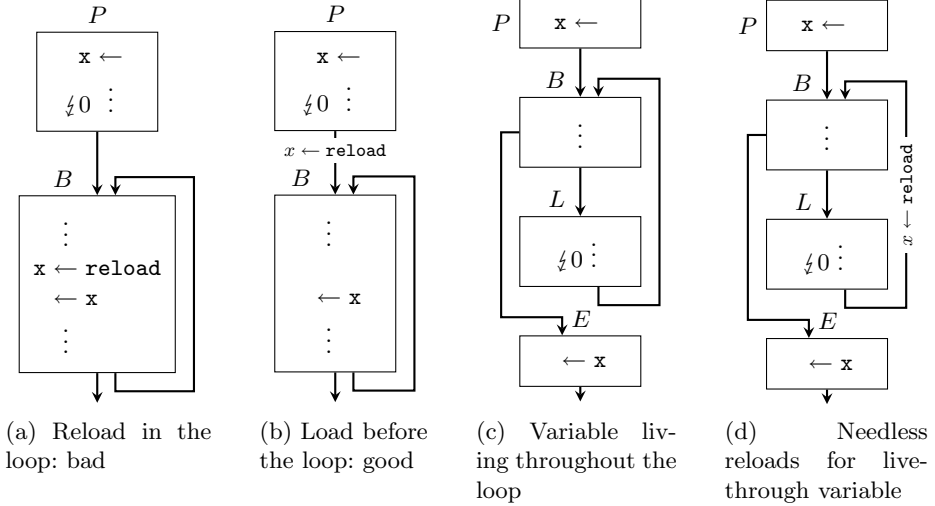 P
x ←
↯0 ⋮
B
⋮
x ← reload
← x
⋮
(a) Reload in the
loop: bad
P
x ←
↯0 ⋮
x ← reload
B
⋮
← x
⋮
(b) Load before
the loop: good
P
x ←
B
⋮
L
↯0 ⋮
E
← x
(c) Variable liv-
ing throughout the
loop
P
x ←
B
⋮
x ← reload
L
↯0 ⋮
E
← x
(d) Needless
reloads for live-
through variable